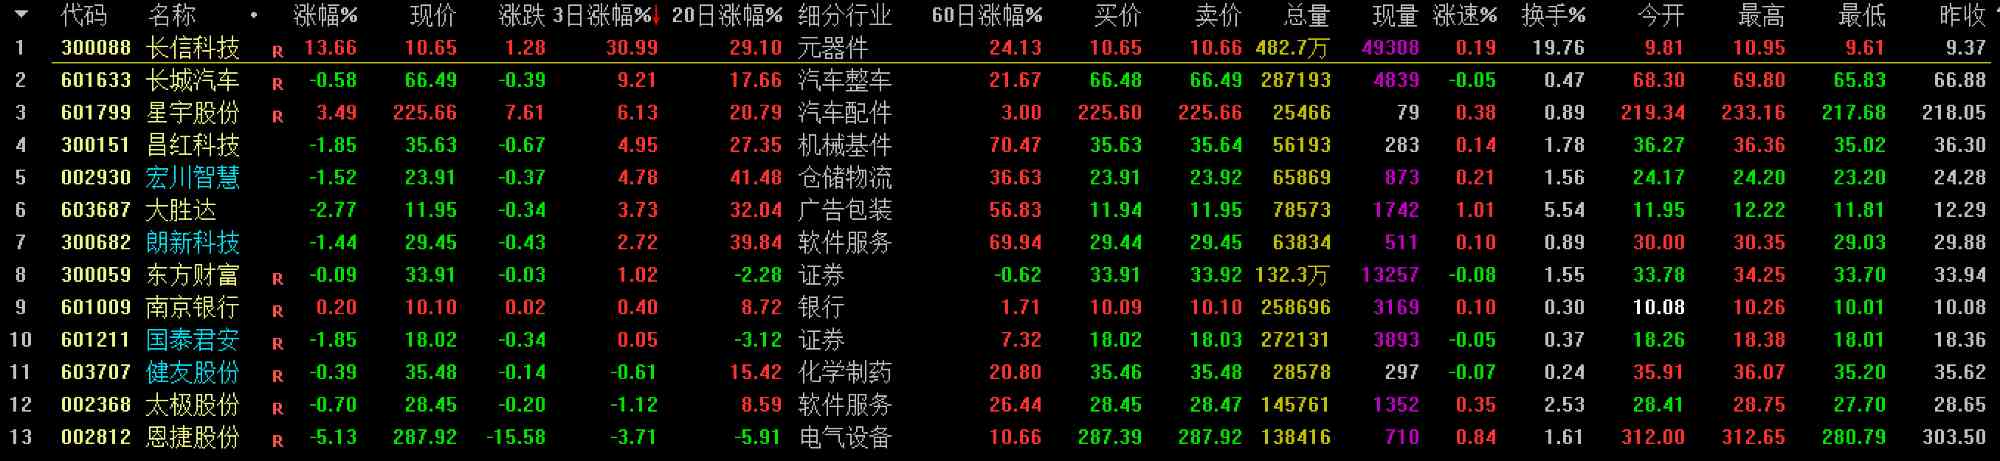 代码 名称 • 涨幅% 现价 涨跌 3日涨幅%↓ 20日涨幅% 细分行业 60日涨幅% 买价 卖价 总量 现量 涨速% 换手% 今开 最高 最低 昨收
1 300088 长信科技 R 13.66 10.65 1.28 30.99 29.10 元器件 24.13 10.65 10.66 482.7万 49308 0.19 19.76 9.81 10.95 9.61 9.37
2 601633 长城汽车 R -0.58 66.49 -0.39 9.21 17.66 汽车整车 21.67 66.48 66.49 287193 4839 -0.05 0.47 68.30 69.80 65.83 66.88
3 601799 星宇股份 R 3.49 225.66 7.61 6.13 20.79 汽车配件 3.00 225.60 225.66 25466 79 0.38 0.89 219.34 233.16 217.68 218.05
4 300151 昌红科技 -1.85 35.63 -0.67 4.95 27.35 机械基件 70.47 35.63 35.64 56193 283 0.14 1.78 36.27 36.36 35.02 36.30
5 002930 宏川智慧 -1.52 23.91 -0.37 4.78 41.48 仓储物流 36.63 23.91 23.92 65869 873 0.21 1.56 24.17 24.20 23.20 24.28
6 603687 大胜达 -2.77 11.95 -0.34 3.73 32.04 广告包装 56.83 11.94 11.95 78573 1742 1.01 5.54 11.95 12.22 11.81 12.29
7 300682 朗新科技 -1.44 29.45 -0.43 2.72 39.84 软件服务 69.94 29.44 29.45 63834 511 0.10 0.89 30.00 30.35 29.03 29.88
8 300059 东方财富 R -0.09 33.91 -0.03 1.02 -2.28 证券 -0.62 33.91 33.92 132.3万 13257 -0.08 1.55 33.78 34.25 33.70 33.94
9 601009 南京银行 R 0.20 10.10 0.02 0.40 8.72 银行 1.71 10.09 10.10 258696 3169 0.10 0.30 10.08 10.26 10.01 10.08
10 601211 国泰君安 R -1.85 18.02 -0.34 0.05 -3.12 证券 7.32 18.02 18.03 272131 3893 -0.05 0.37 18.26 18.38 18.01 18.36
11 603707 健友股份 R -0.39 35.48 -0.14 -0.61 15.42 化学制药 20.80 35.46 35.48 28578 297 -0.07 0.24 35.91 36.07 35.20 35.62
12 002368 太极股份 R -0.70 28.45 -0.20 -1.12 8.59 软件服务 26.44 28.45 28.47 145761 1352 0.35 2.53 28.41 28.75 27.70 28.65
13 002812 恩捷股份 R -5.13 287.92 -15.58 -3.71 -5.91 电气设备 10.66 287.39 287.92 138416 710 0.84 1.61 312.00 312.65 280.79 303.50